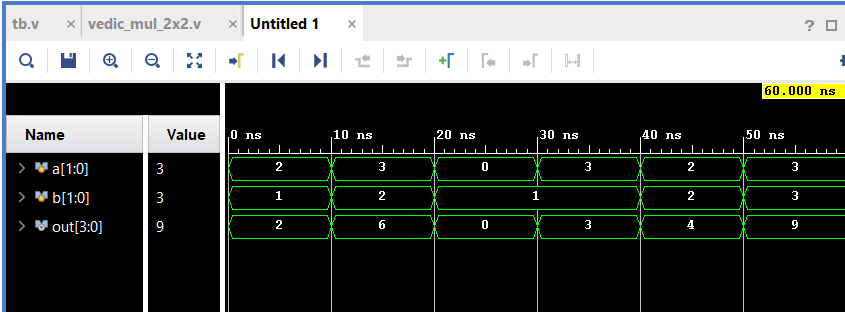 tb.v × vedic_mul_2x2.v × Untitled 1 × ?
60.000 ns
Name Value 0 ns 10 ns 20 ns 30 ns 40 ns 50 ns
a[1:0] 3 2 3 0 3 2 3
b[1:0] 3 1 2 1 2 3
out[3:0] 9 2 6 0 3 4 9